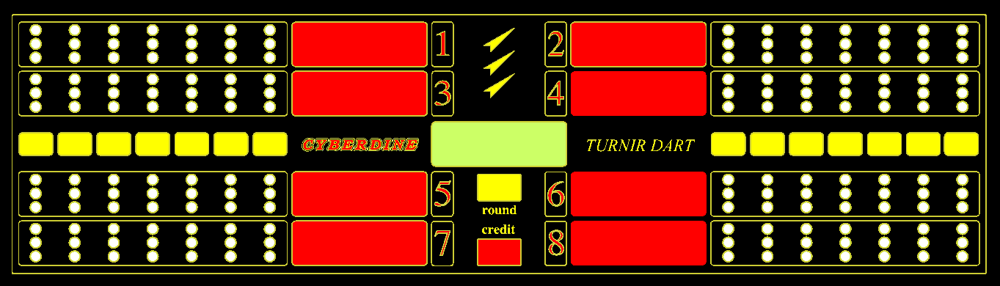 1 2
3 4
CYBERDINE TURNIR DART
5 6
round
credit
7 8